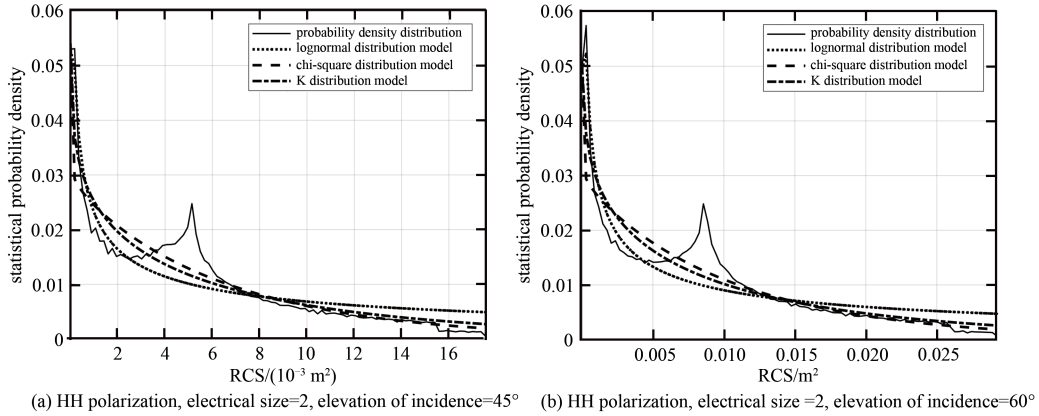 0.06
0.05
0.04
0.03
0.02
0.01
0
statistical probability density
probability density distribution
lognormal distribution model
chi-square distribution model
K distribution model
2 4 6 8 10 12 14 16
RCS/(10⁻³ m²)
(a) HH polarization, electrical size=2, elevation of incidence=45°
0.06
0.05
0.04
0.03
0.02
0.01
0
statistical probability density
probability density distribution
lognormal distribution model
chi-square distribution model
K distribution model
0.005 0.010 0.015 0.020 0.025
RCS/m²
(b) HH polarization, electrical size =2, elevation of incidence=60°